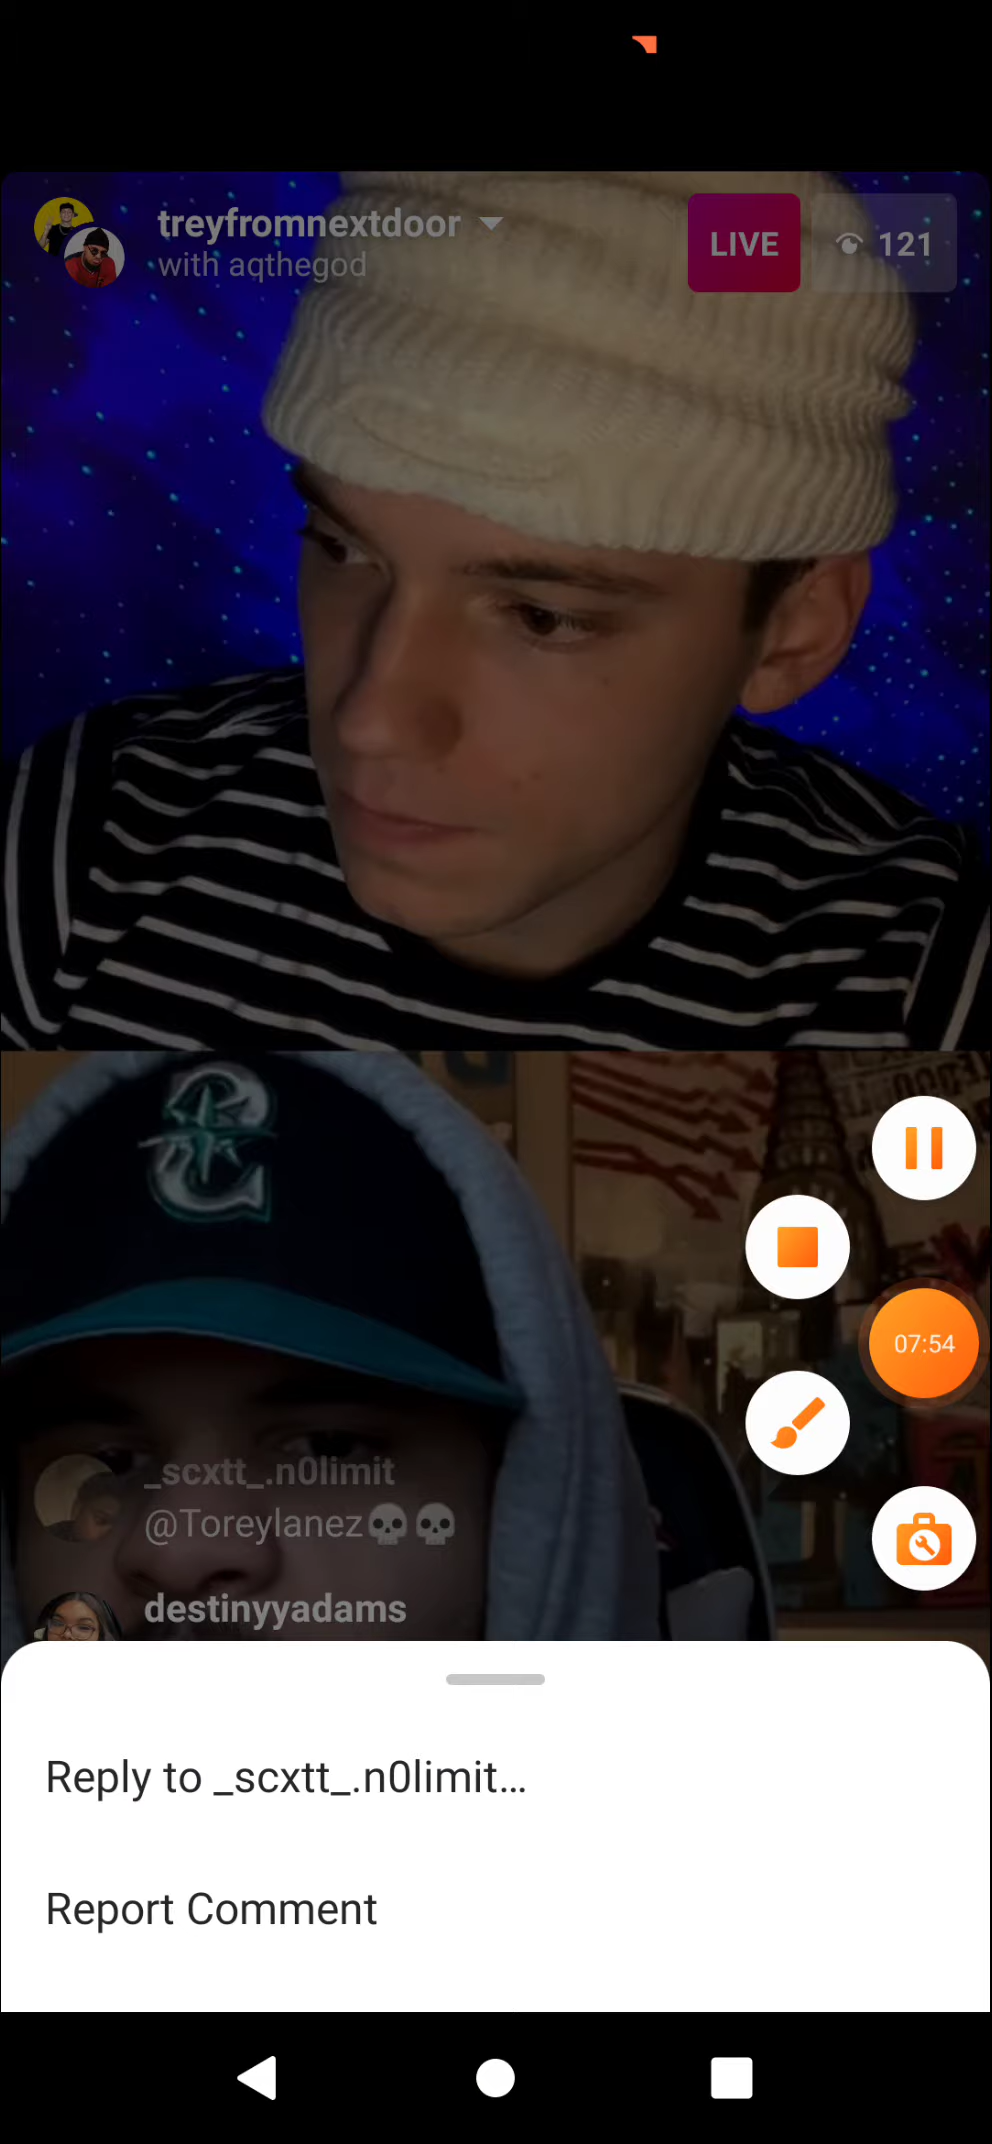 treyfromnextdoor
with aqthegod
LIVE
121
07:54
_scxtt_.n0limit
@Toreylanez💀💀
destinyyadams
Reply to _scxtt_.n0limit...
Report Comment